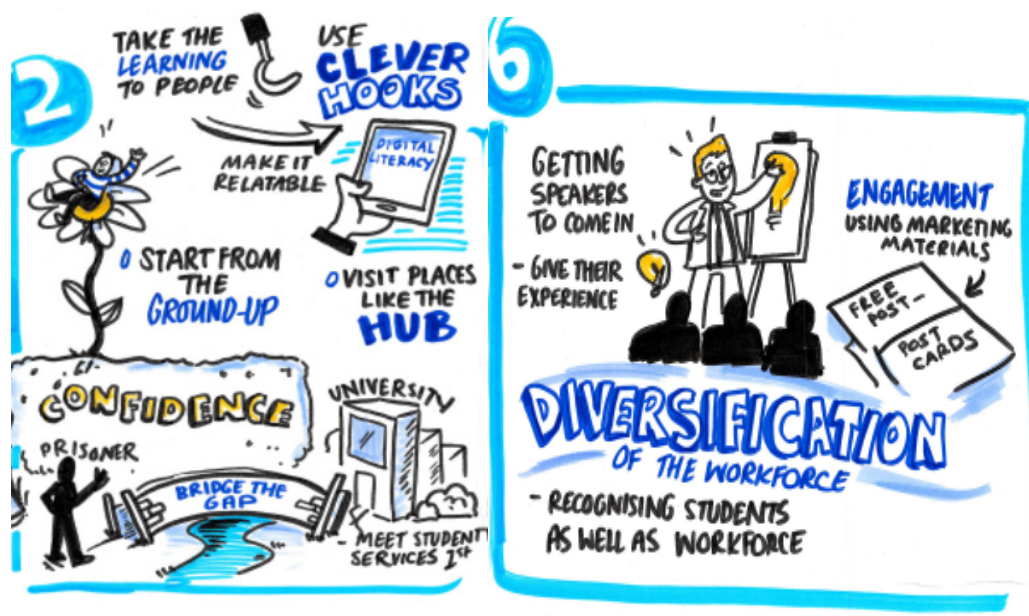 2
TAKE THE
LEARNING
TO PEOPLE
USE
CLEVER
HOOKS
MAKE IT
RELATABLE
DIGITAL
LITERACY
0 START FROM
THE
GROUND-UP
0 VISIT PLACES
LIKE THE
HUB
CONFIDENCE
PRISONER
BRIDGE THE
GAP
UNIVERSITY
- MEET STUDENT
SERVICES 1ST
6
GETTING
SPEAKERS
TO COME IN
- GIVE THEIR
EXPERIENCE
ENGAGEMENT
USING MARKETING
MATERIALS
FREE
POST-
POST
CARDS
DIVERSIFICATION
OF THE WORKFORCE
- RECOGNISING STUDENTS
AS WELL AS WORKFORCE